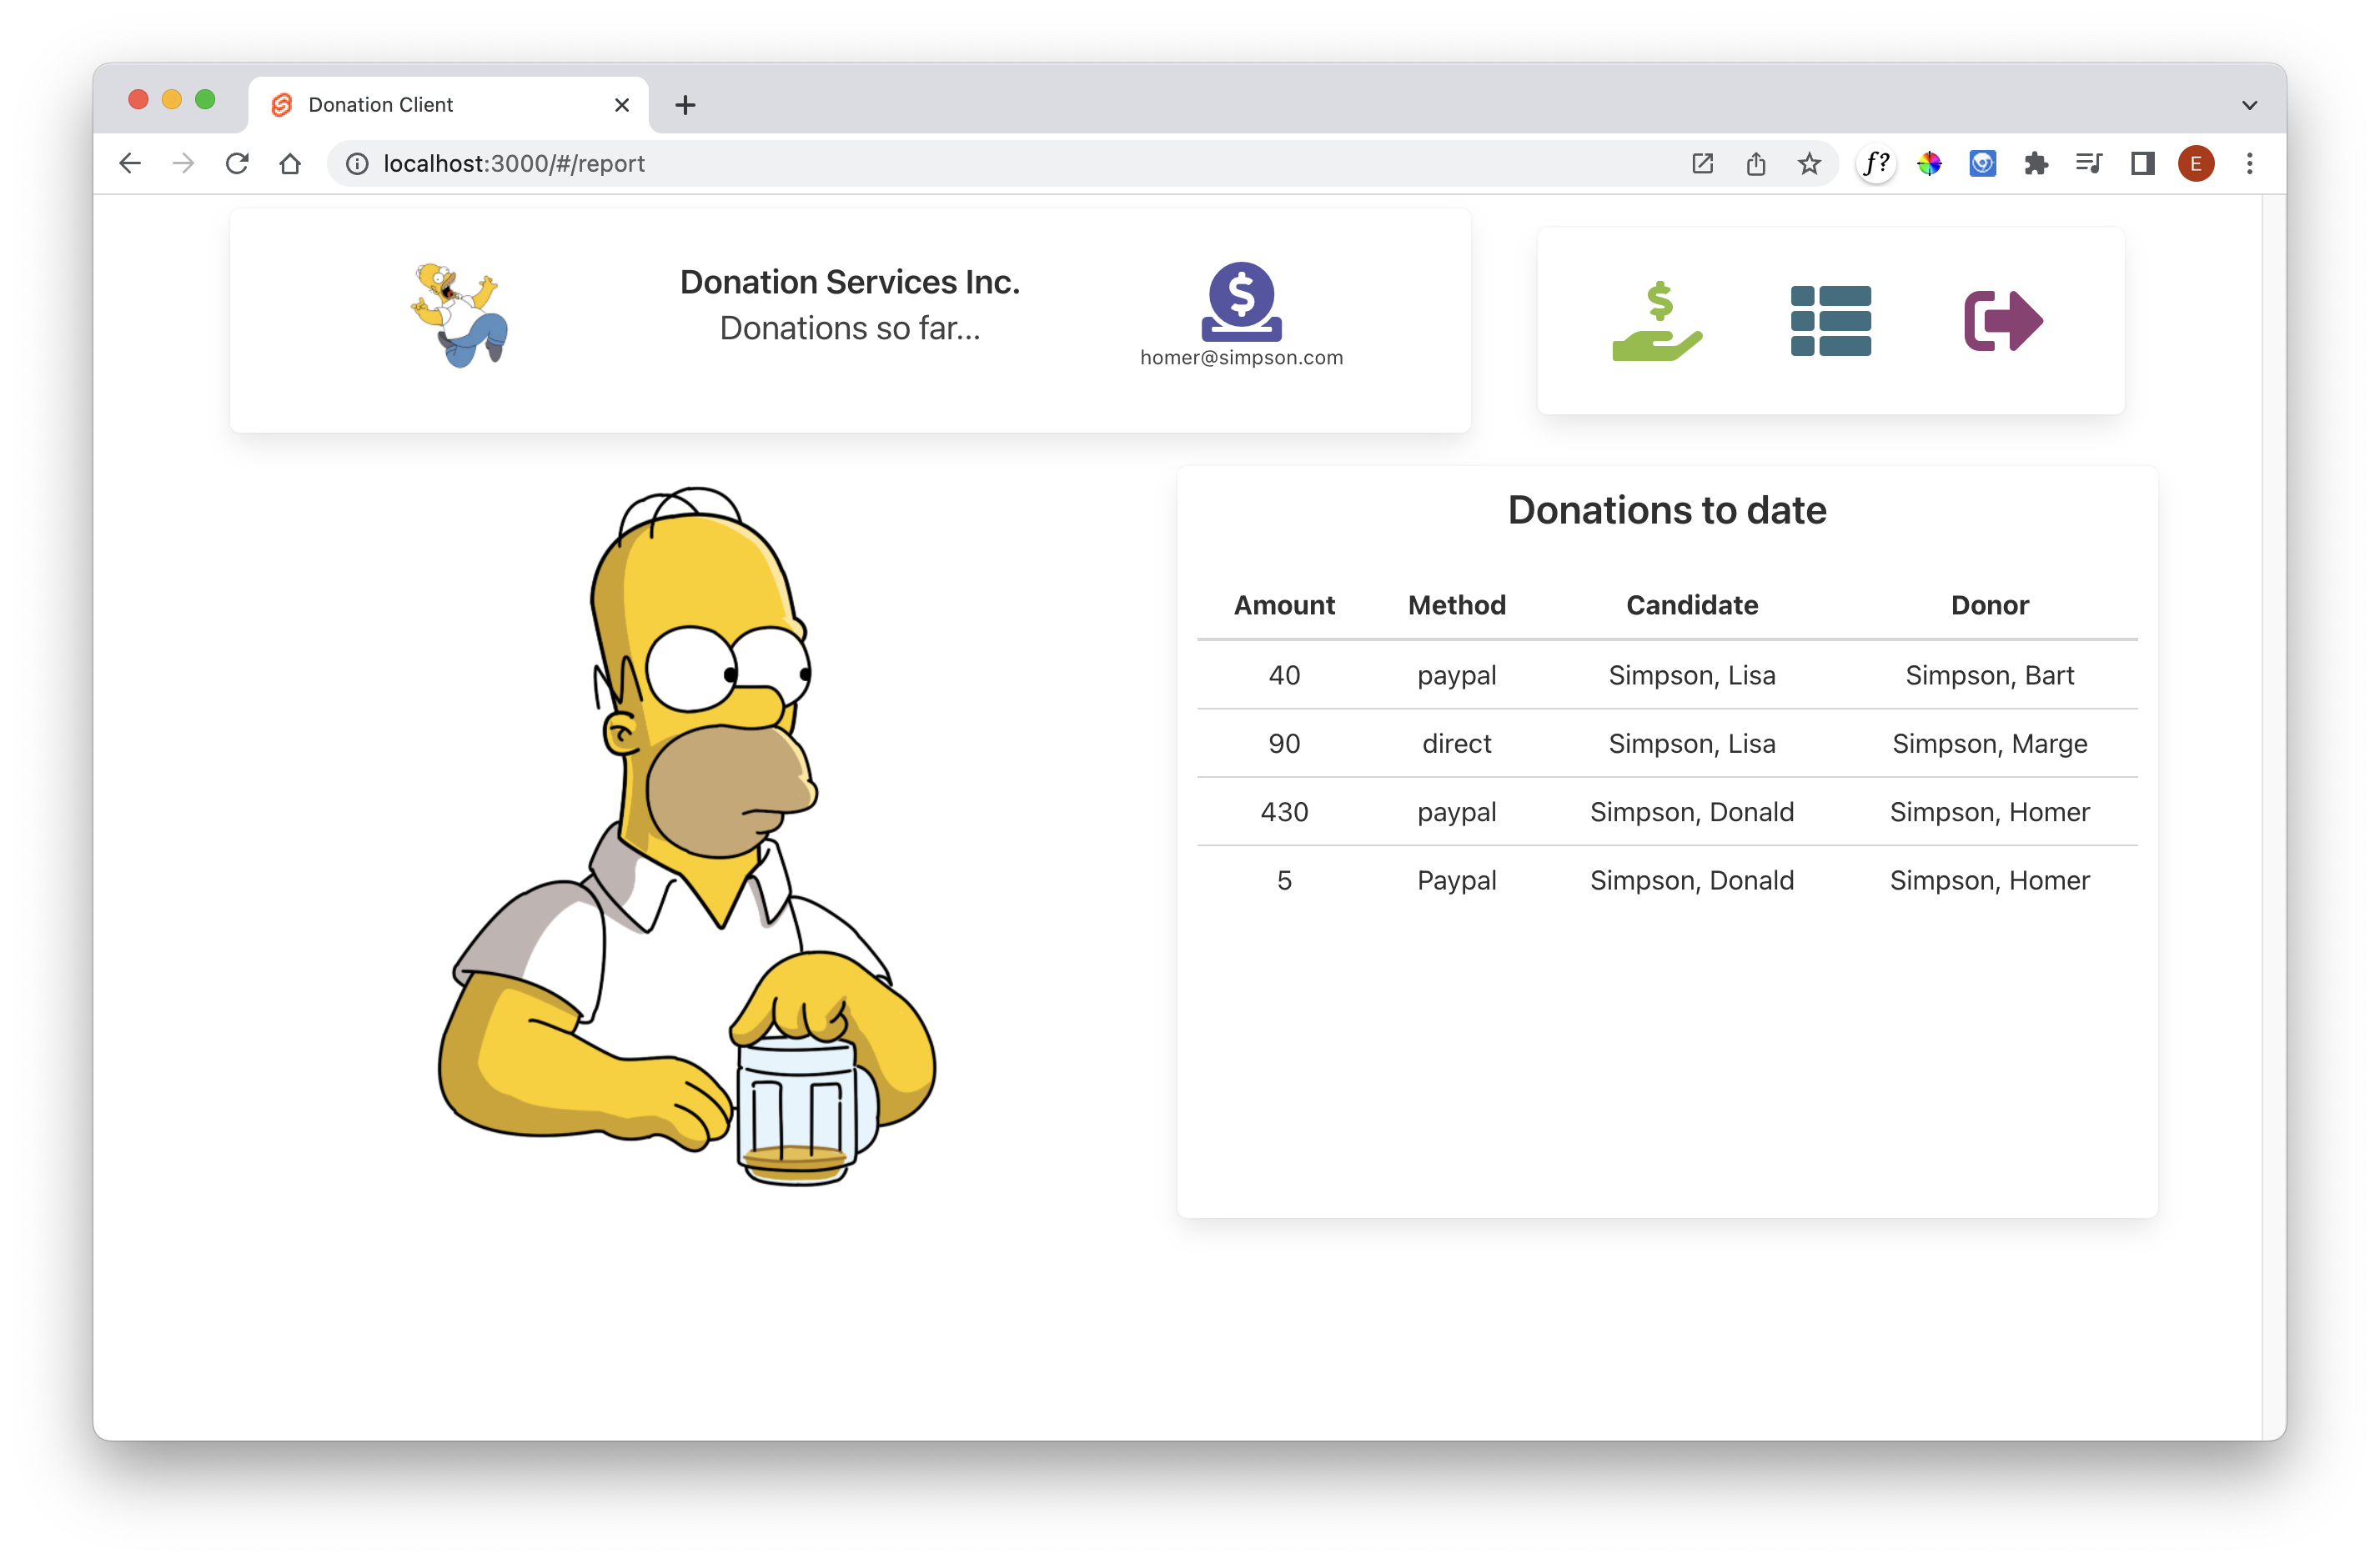 Donation Client
localhost:3000/#/report
f?
E
Donation Services Inc.
Donations so far...
$
homer@simpson.com
$
Donations to date
Amount Method Candidate Donor
40 paypal Simpson, Lisa Simpson, Bart
90 direct Simpson, Lisa Simpson, Marge
430 paypal Simpson, Donald Simpson, Homer
5 Paypal Simpson, Donald Simpson, Homer